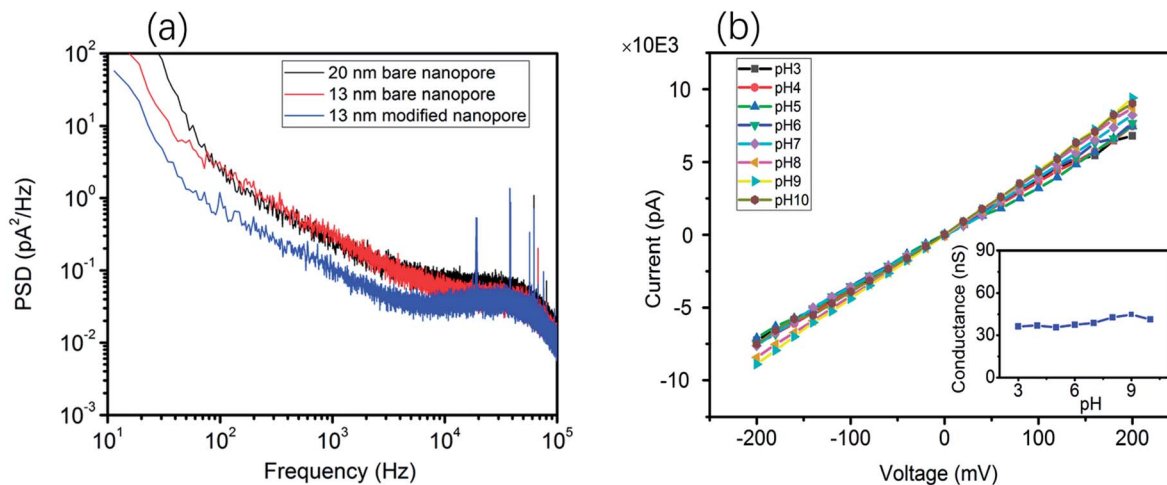 (a)
10²
10¹
10⁰
10⁻¹
10⁻²
10⁻³
PSD (pA²/Hz)
20 nm bare nanopore
13 nm bare nanopore
13 nm modified nanopore
10¹ 10² 10³ 10⁴ 10⁵
Frequency (Hz)
(b)
×10E3
10
5
0
-5
-10
Current (pA)
pH3
pH4
pH5
pH6
pH7
pH8
pH9
pH10
-200 -100 0 100 200
Voltage (mV)
90
60
30
0
Conductance (nS)
3 6 9
pH